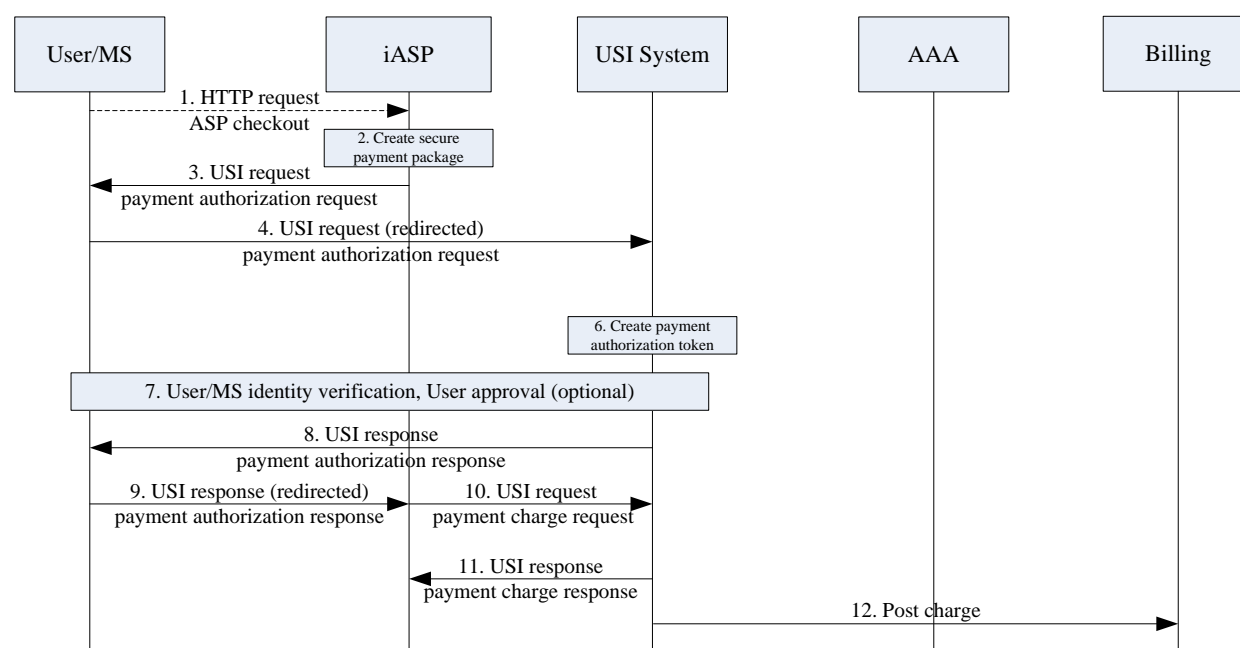 User/MS
iASP
USI System
AAA
Billing
1. HTTP request
ASP checkout
2. Create secure
payment package
3. USI request
payment authorization request
4. USI request (redirected)
payment authorization request
6. Create payment
authorization token
7. User/MS identity verification, User approval (optional)
8. USI response
payment authorization response
9. USI response (redirected)
payment authorization response
10. USI request
payment charge request
11. USI response
payment charge response
12. Post charge